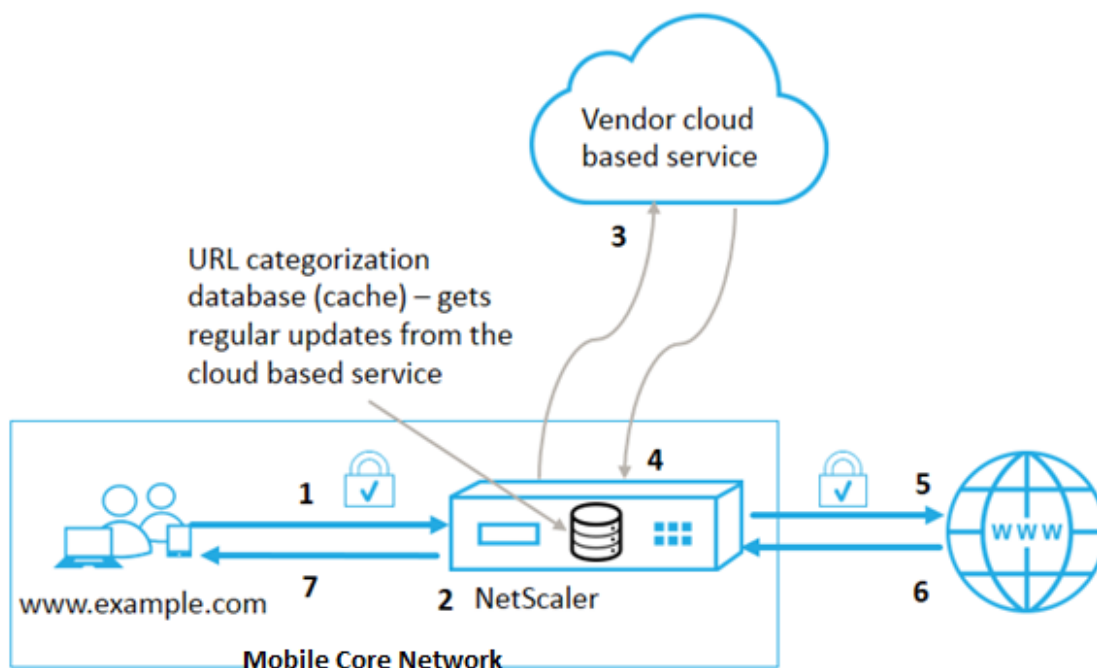 Vendor cloud
based service
3
URL categorization
database (cache) – gets
regular updates from the
cloud based service
4
1
5
www
7
2 NetScaler
6
www.example.com
Mobile Core Network